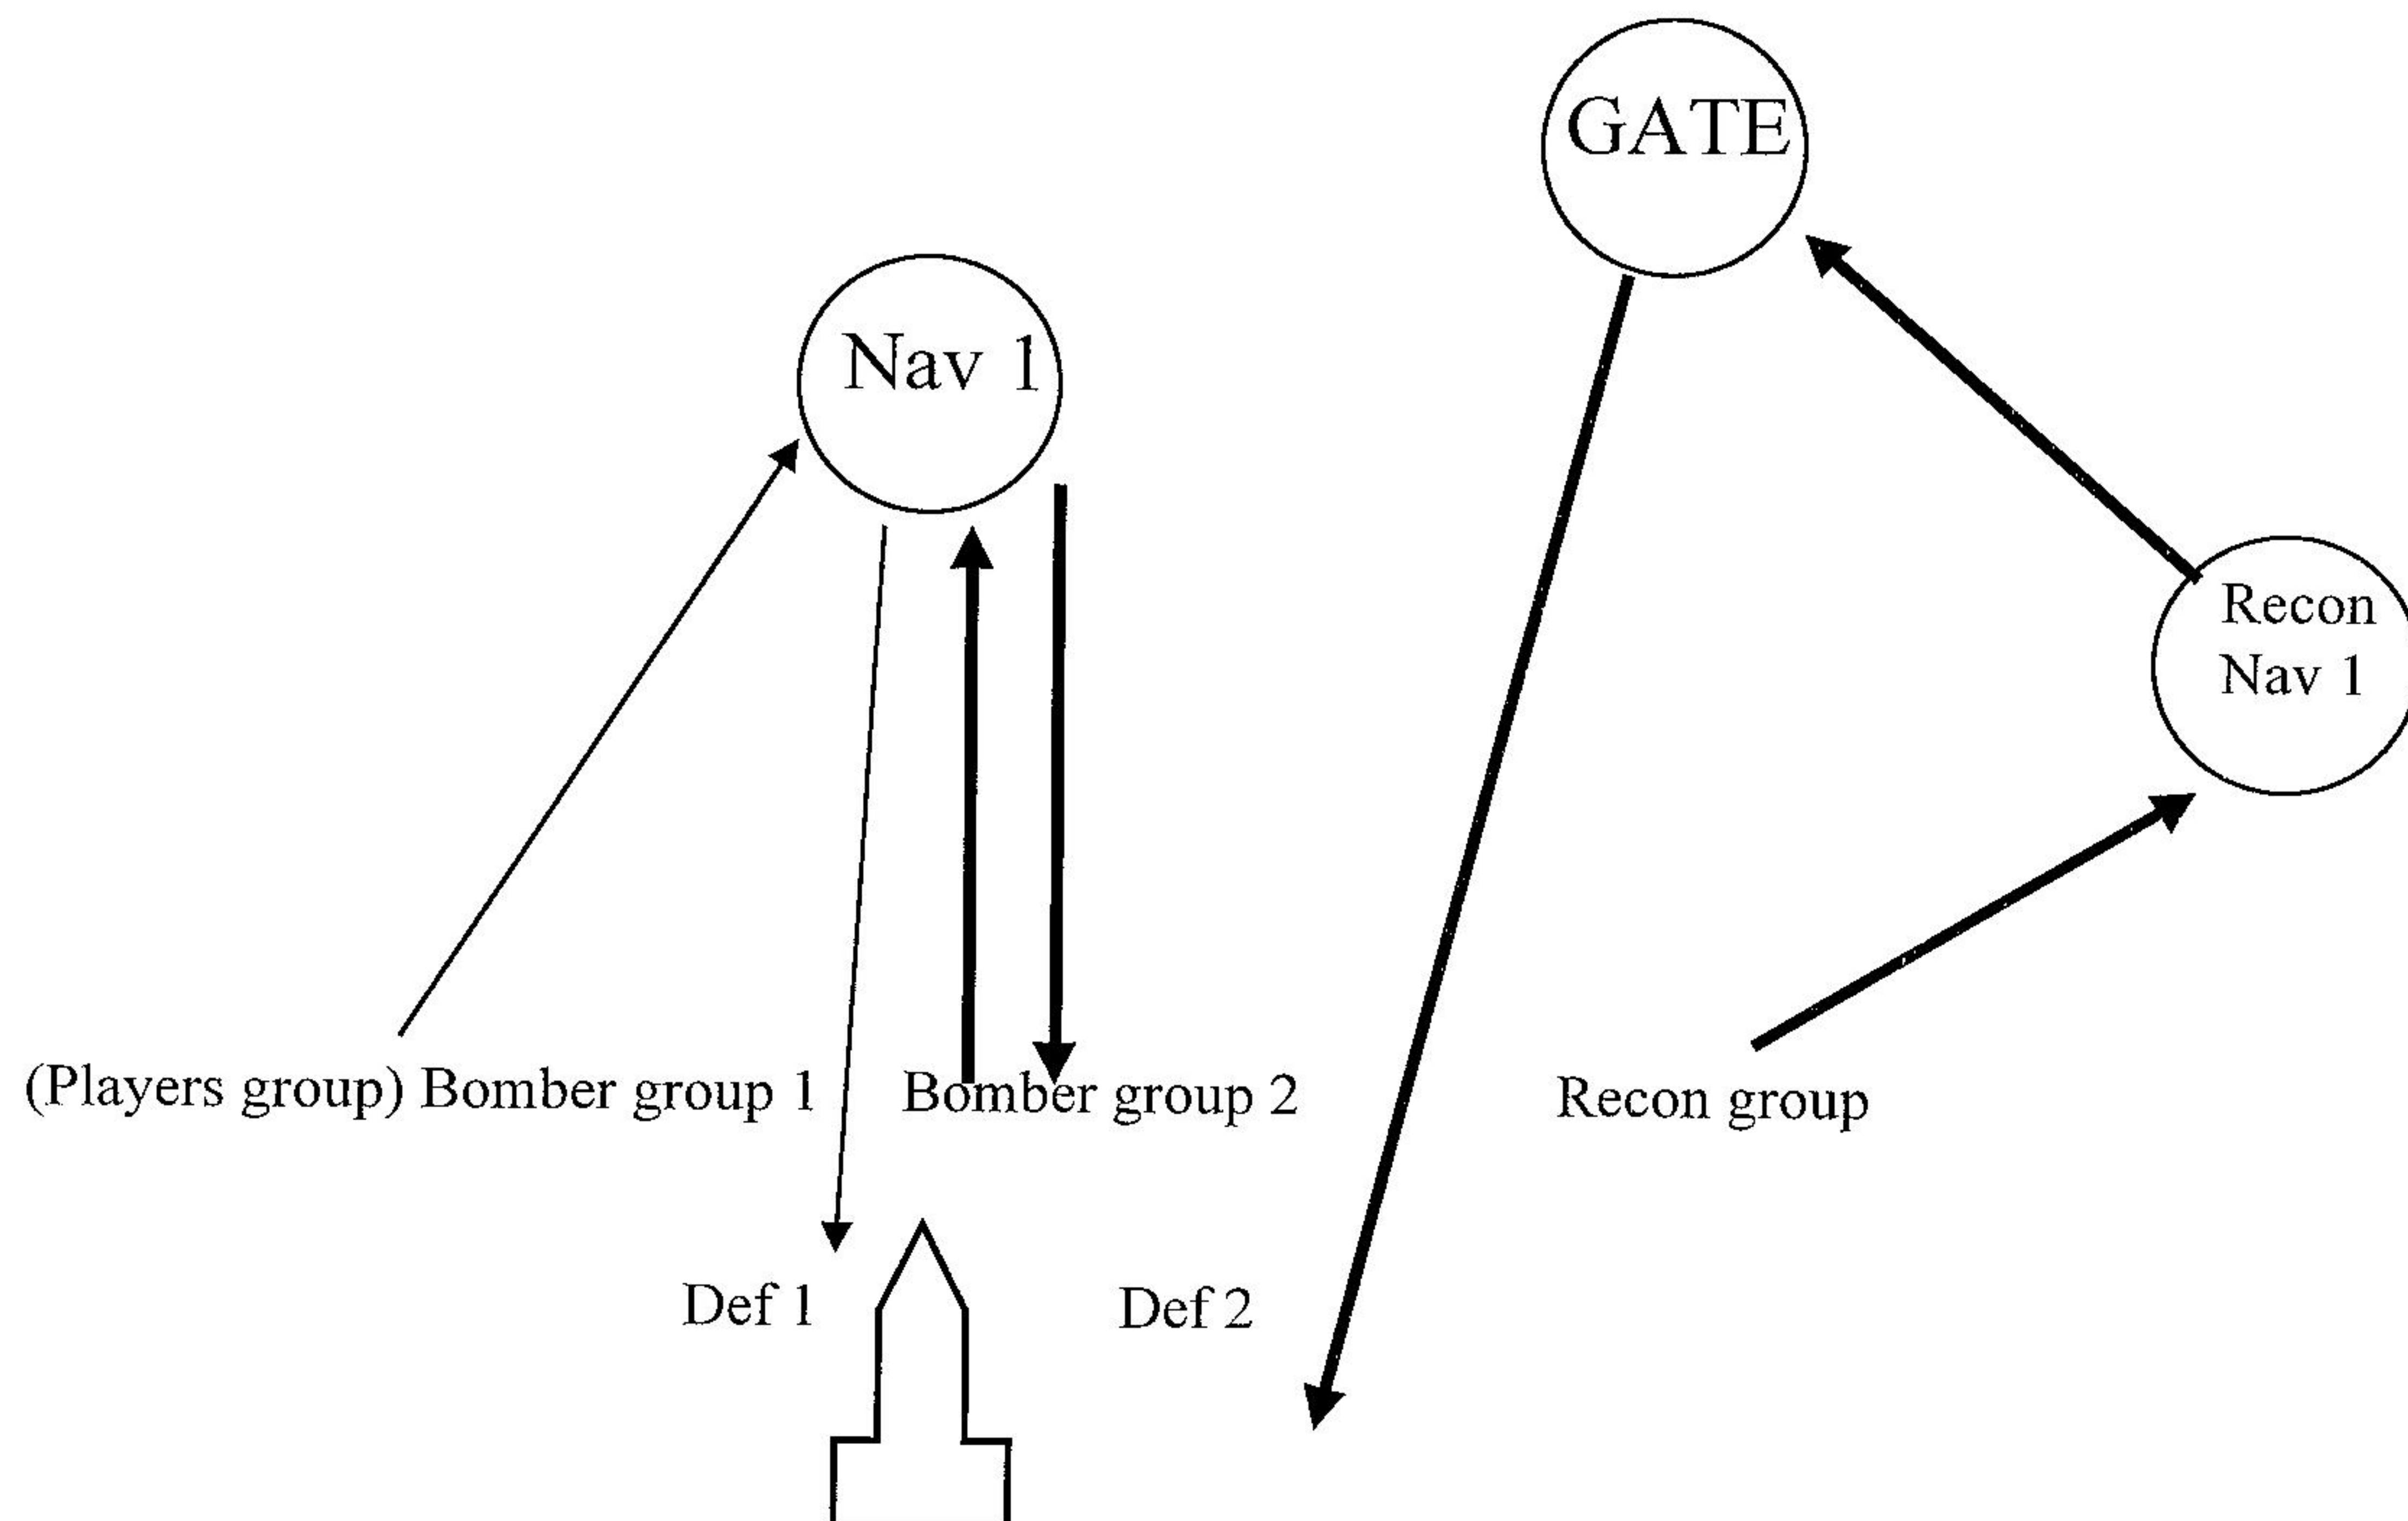 GATE
Nav 1
Recon
Nav 1
(Players group) Bomber group 1
Bomber group 2
Recon group
Def 1
Def 2